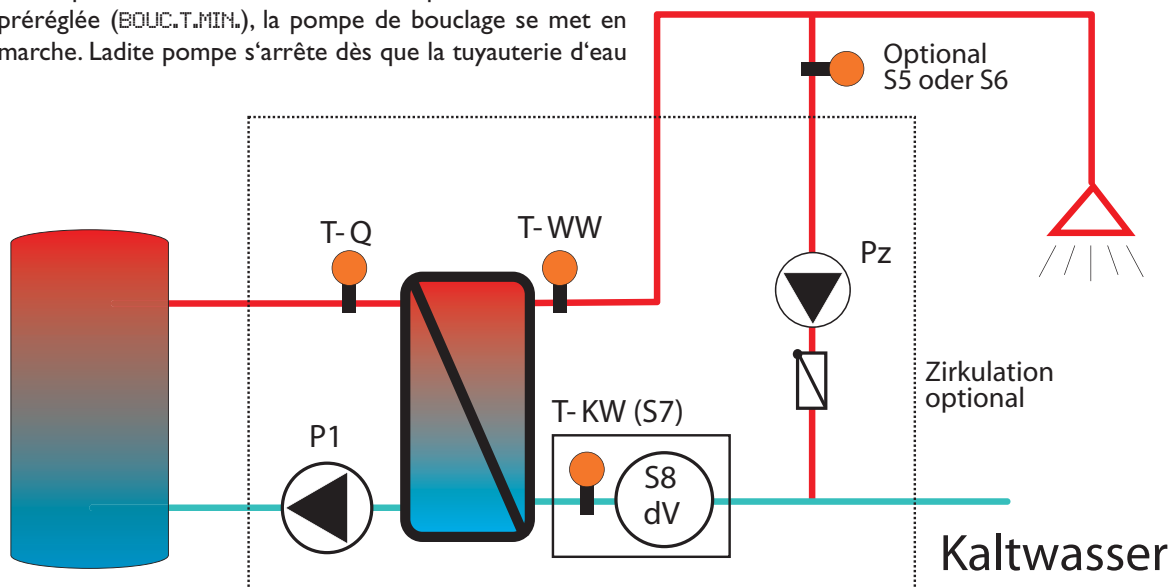 préréglée (BOUC.T.MIN.), la pompe de bouclage se met en
marche. Ladite pompe s‘arrête dès que la tuyauterie d‘eau
Optional
S5 oder S6
T-Q
T-WW
Pz
Zirkulation
optional
T-KW (S7)
P1
S8
dV
Kaltwasser